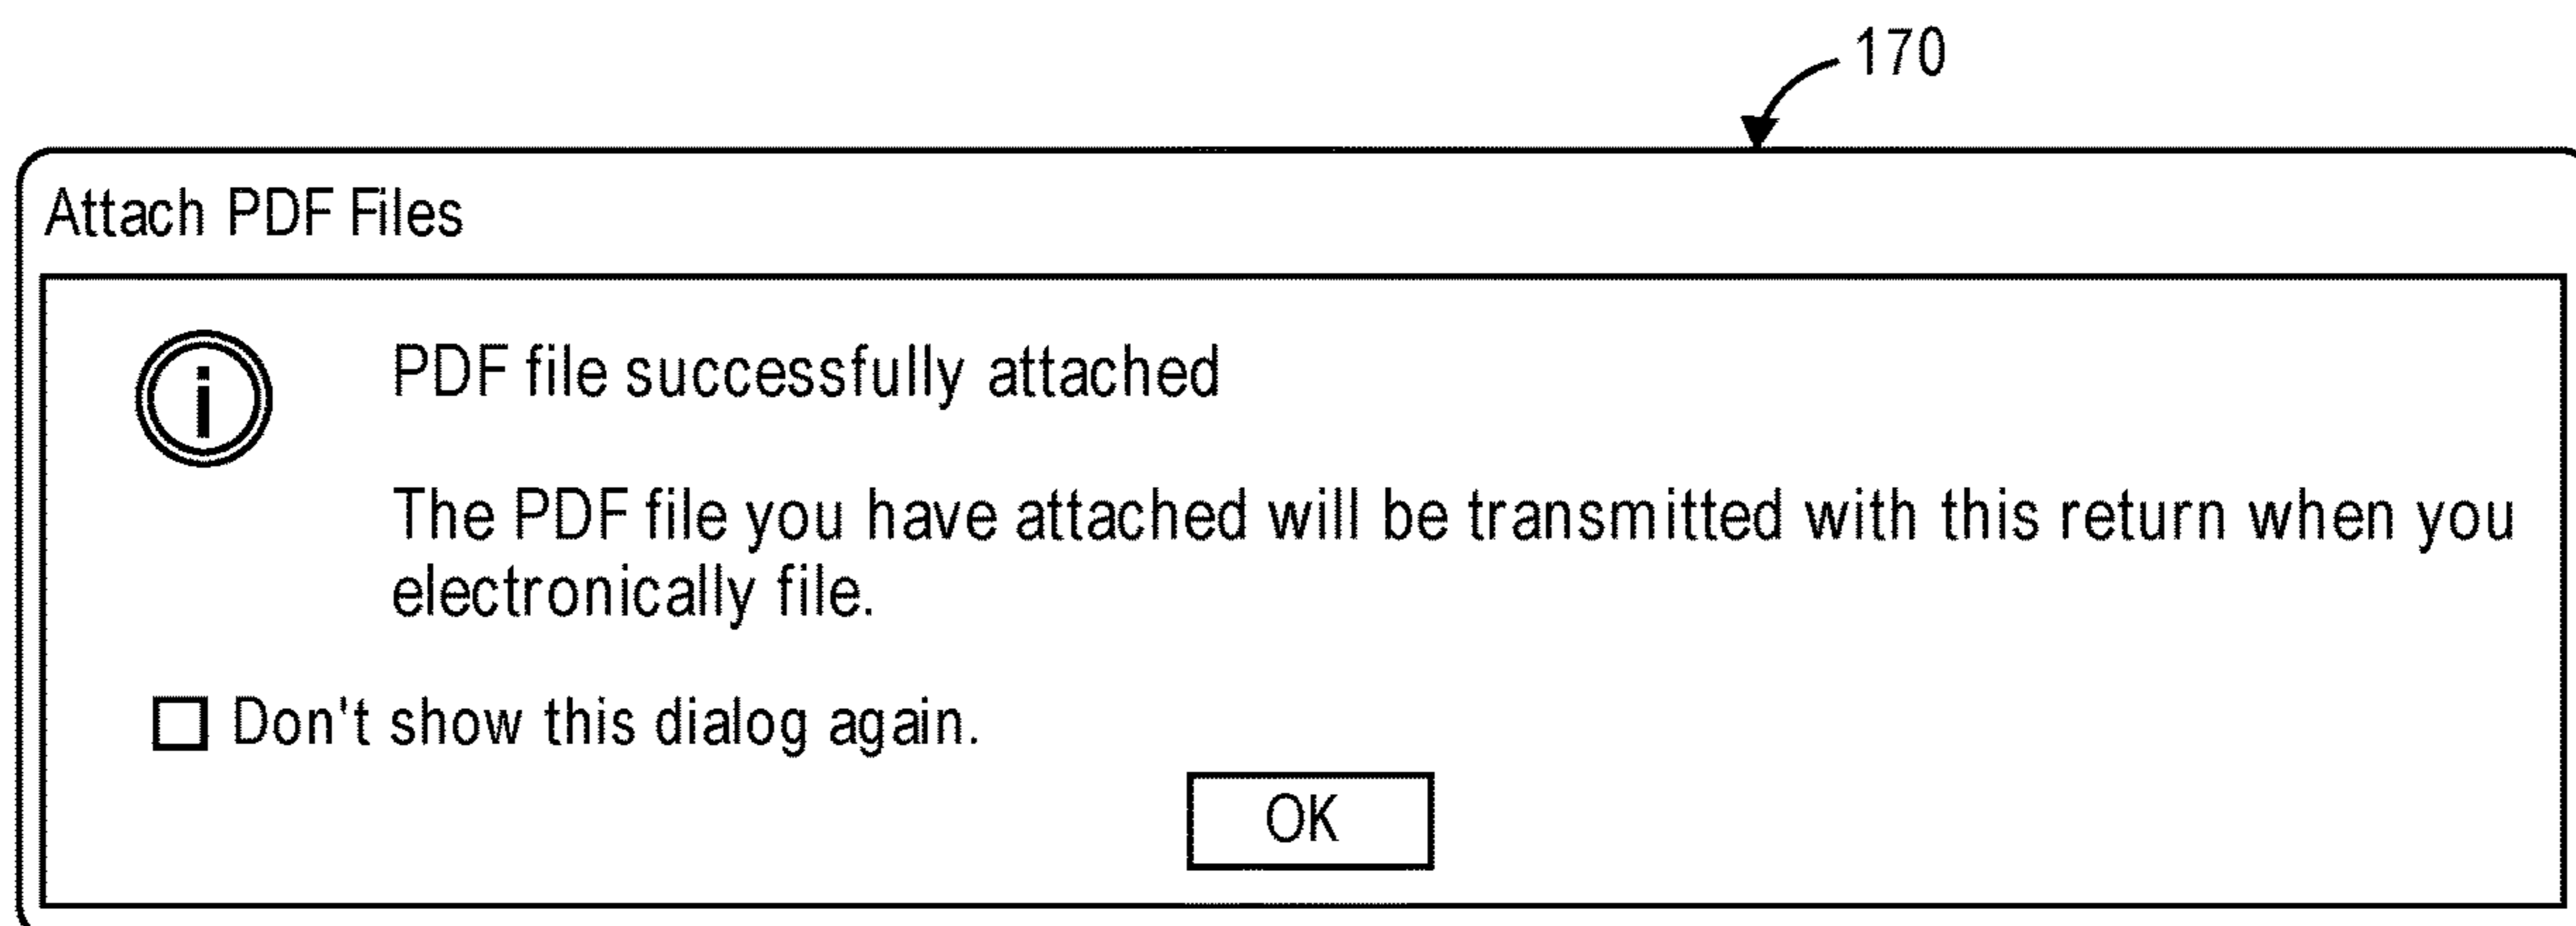 170
Attach PDF Files
i
PDF file successfully attached
The PDF file you have attached will be transmitted with this return when you
electronically file.
Don't show this dialog again.
OK